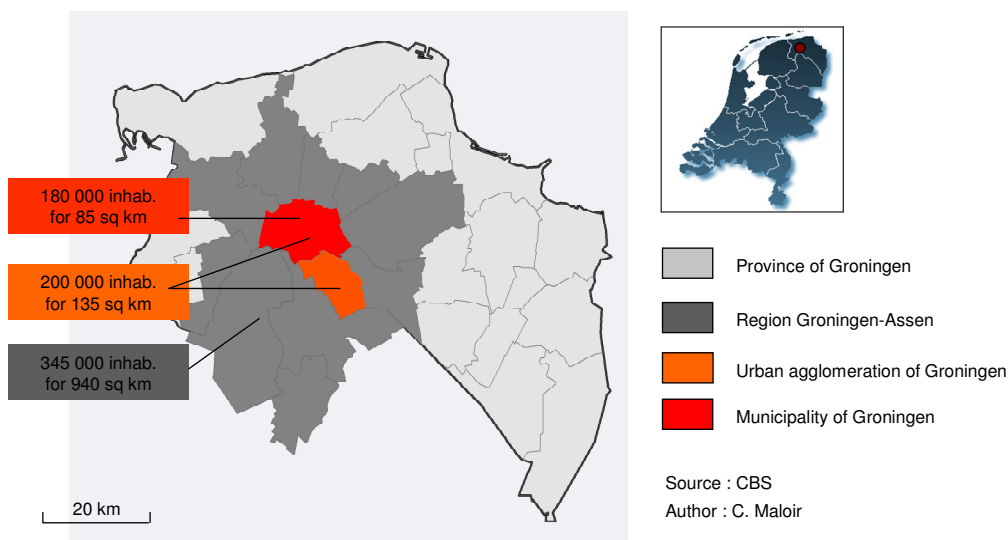 180 000 inhab.
for 85 sq km
200 000 inhab.
for 135 sq km
345 000 inhab.
for 940 sq km
20 km
Province of Groningen
Region Groningen-Assen
Urban agglomeration of Groningen
Municipality of Groningen
Source : CBS
Author : C. Maloir